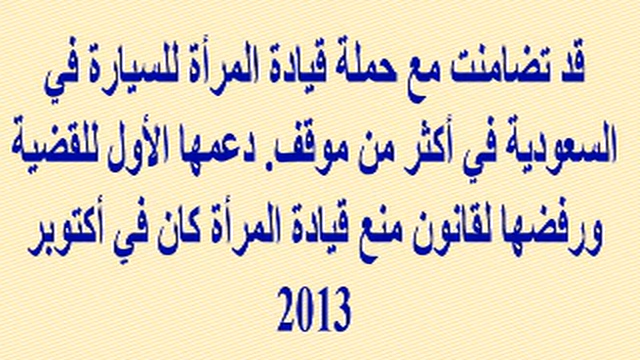 قد تضامنت مع حملة قيادة المرأة للسيارة في
السعودية في أكثر من موقف. دعمها الأول للقضية
ورفضها لقانون منع قيادة المرأة كان في أكتوبر
2013